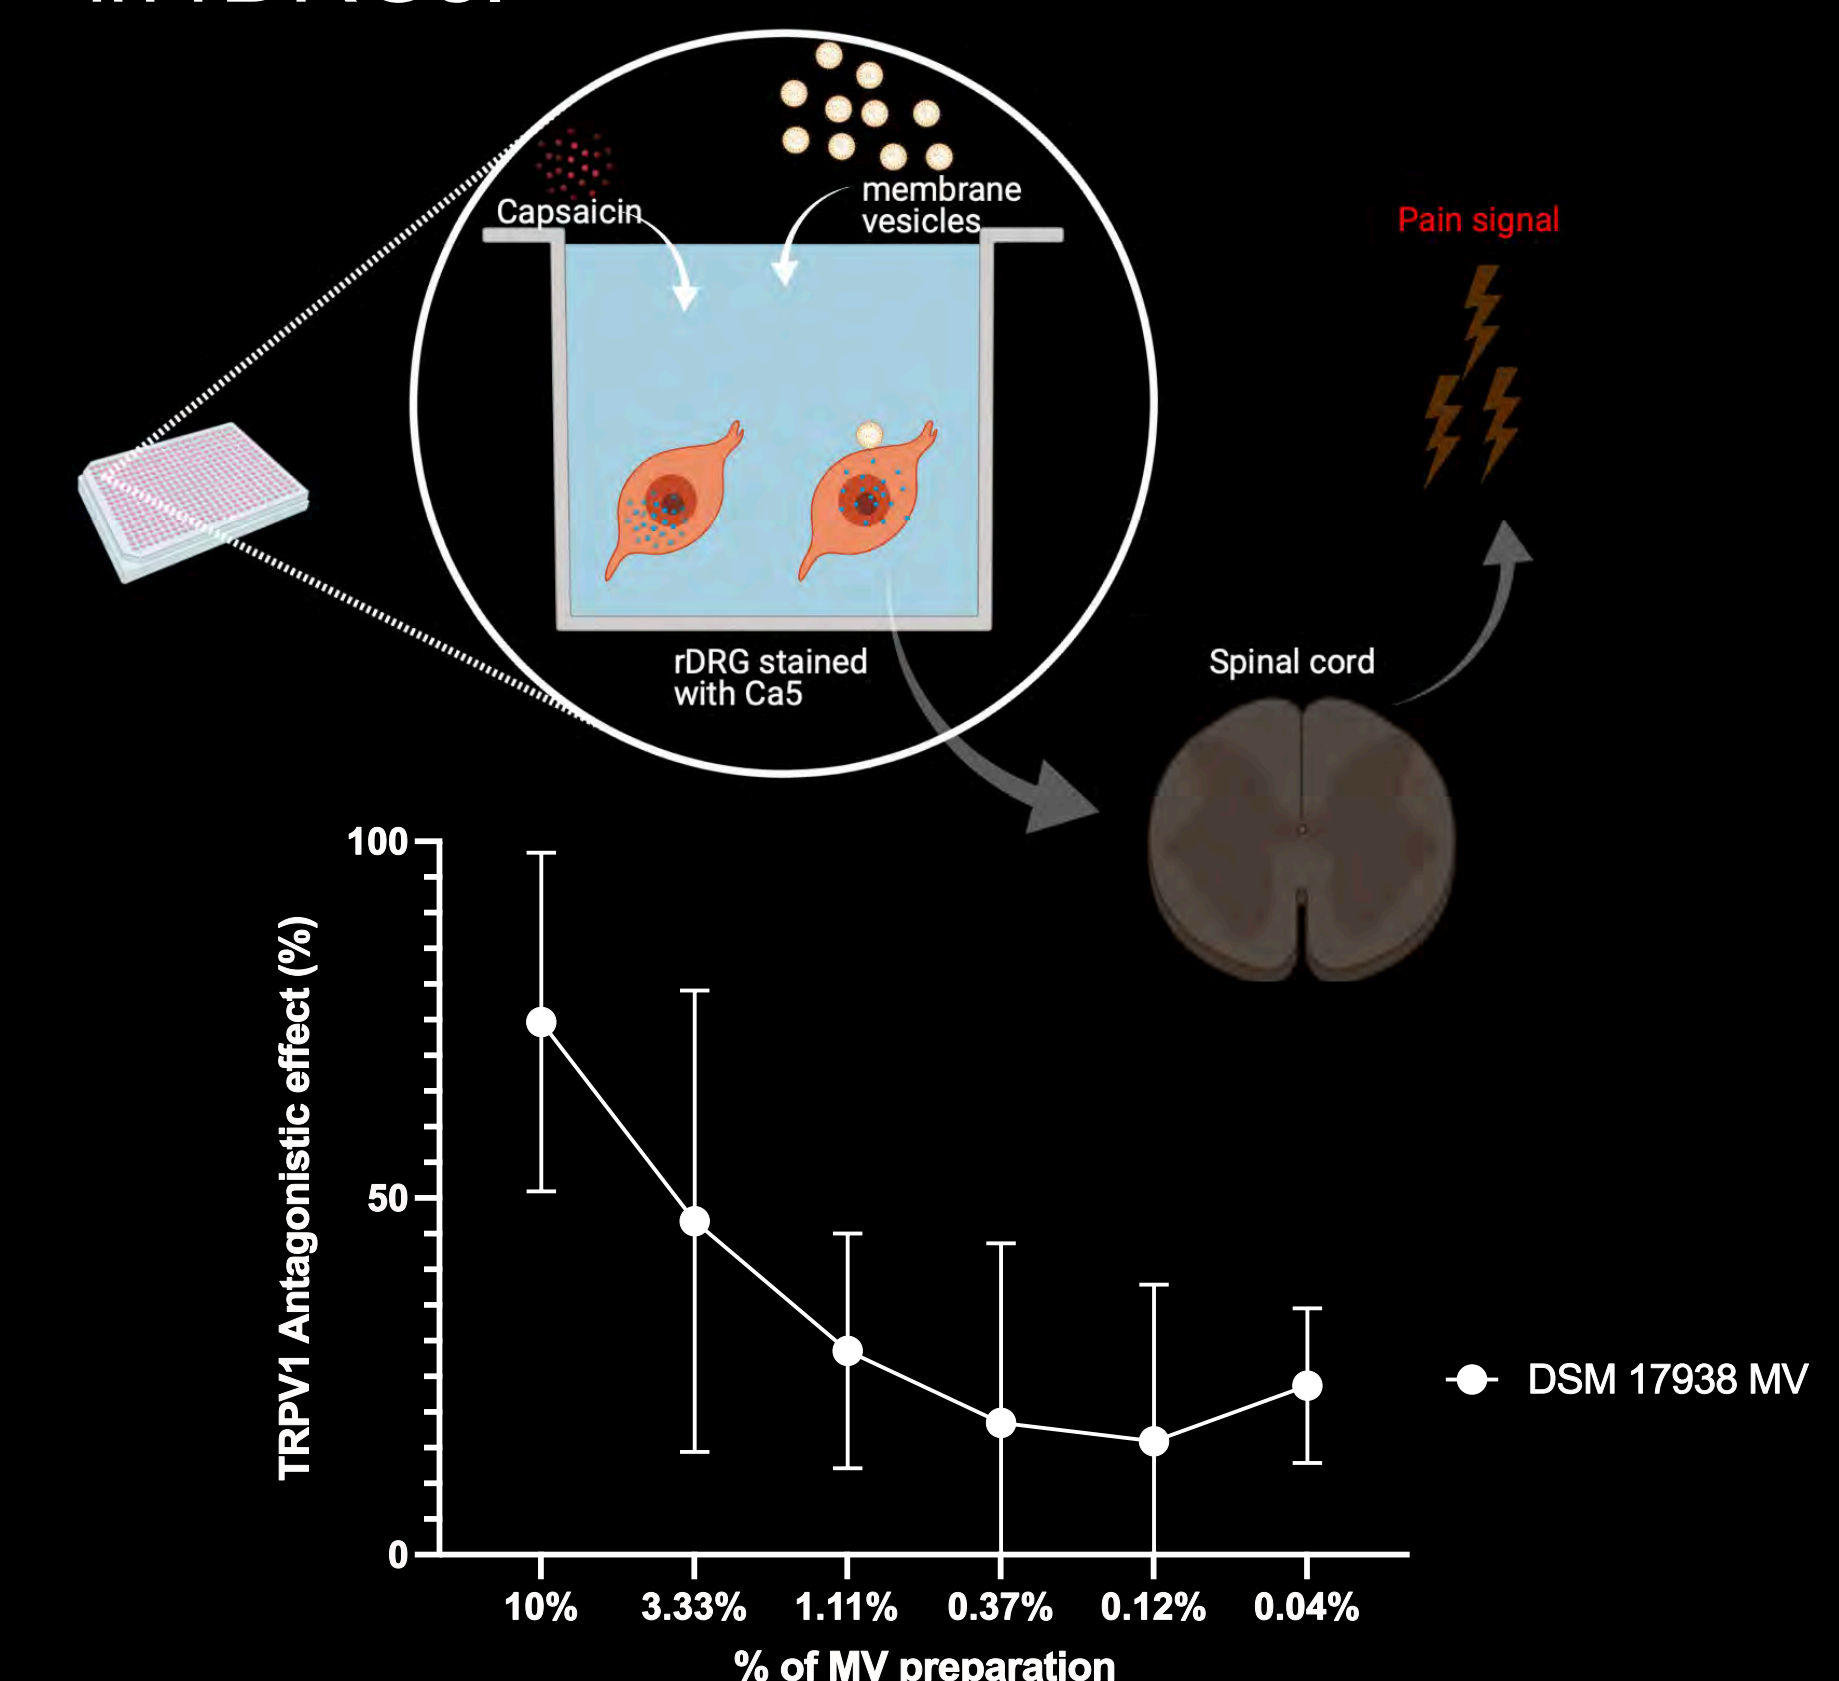 Capsaicin
membrane
vesicles
Pain signal
rDRG stained
with Ca5
Spinal cord
100
50
0
TRPV1 Antagonistic effect (%)
DSM 17938 MV
10% 3.33% 1.11% 0.37% 0.12% 0.04%
% of MV preparation